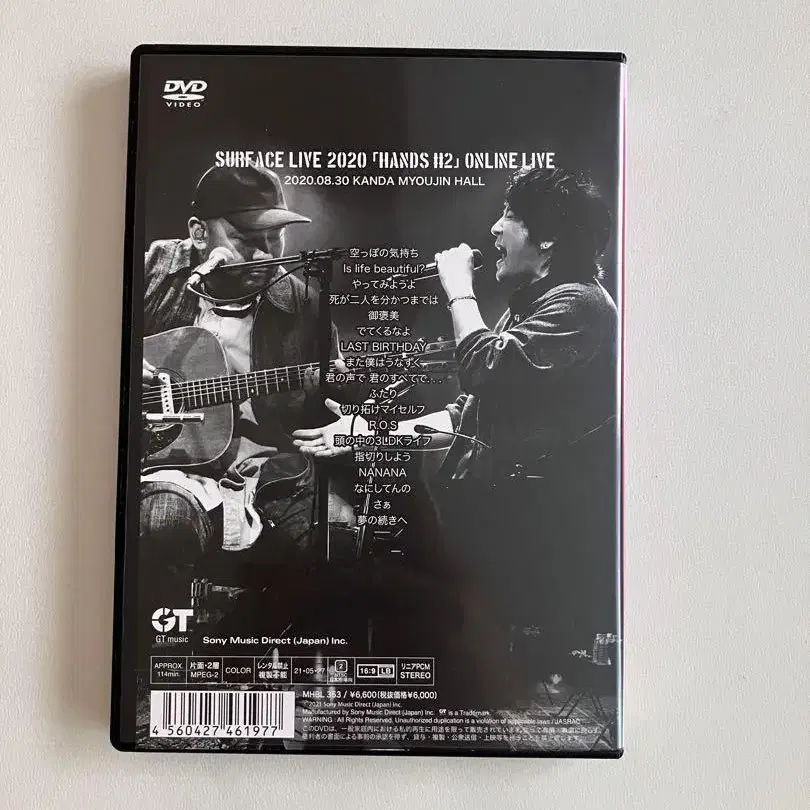 DVD
VIDEO
SURFACE LIVE 2020「HANDS #2」ONLINE LIVE
2020.08.30 KANDA MYOUJIN HALL
空っぽの気持ち
Is life beautiful?
やってみようよ
死が二人を分かつまでは
御褒美
でてくるなよ
LAST BIRTHDAY
また僕はうなずく
君の声で 君のすべてで...
ふたり
切り拓けマイセルフ
R.O.S
頭の中の3LDKライフ
指切りしよう
NANANA
なにしてんの
さぁ
夢の続きへ
GT
GT music
Sony Music Direct (Japan) Inc.
APPROX. 114min.
片面・2層 MPEG-2
COLOR
レンタル禁止 複製不能
2
NTSC
16:9 LB
リニアPCM STEREO
MHBL 353 / ¥6,600(税抜価格¥6,000)
2021 Sony Music Direct (Japan) Inc.
Manufactured by Sony Music Direct (Japan) Inc. GT is a Trademark.
WARNING : All Rights Reserved. Unauthorized duplication is a violation of applicable laws / JASRAC
4 560427 461977